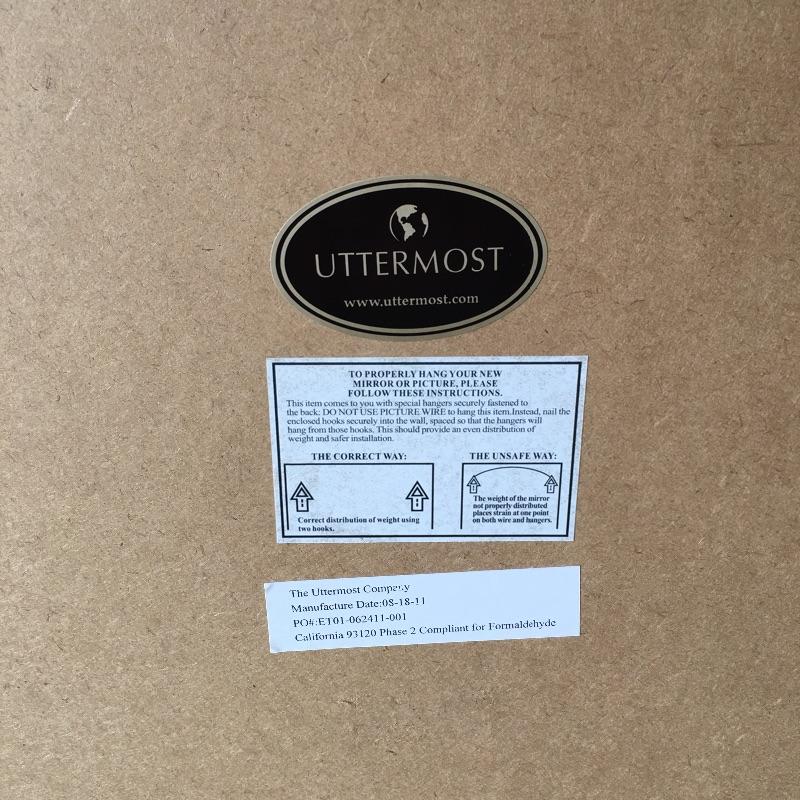 UTTERMOST
www.uttermost.com
TO PROPERLY HANG YOUR NEW
MIRROR OR PICTURE, PLEASE
FOLLOW THESE INSTRUCTIONS.
This item comes to you with special hangers securely fastened to
the back: DO NOT USE PICTURE WIRE to hang this item.Instead, nail the
enclosed hooks securely into the wall, spaced so that the hangers will
hang from those hooks. This should provide an even distribution of
weight and safer installation.
THE CORRECT WAY:
Correct distribution of weight using
two hooks.
THE UNSAFE WAY:
The weight of the mirror
not properly distributed
places strain at one point
on both wire and hangers.
The Uttermost Company
Manufacture Date:08-18-11
PO#:ET01-062411-001
California 93120 Phase 2 Compliant for Formaldehyde